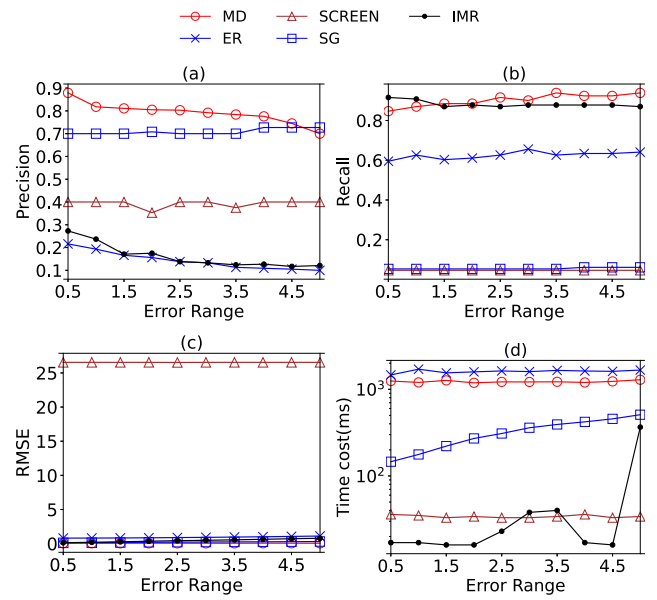 MD SCREEN IMR
ER SG
(a)
0.9
0.8
0.7
0.6
0.5
0.4
0.3
0.2
0.1
Precision
0.5 1.5 2.5 3.5 4.5
Error Range
(b)
0.8
0.6
0.4
0.2
Recall
0.5 1.5 2.5 3.5 4.5
Error Range
(c)
25
20
15
10
5
0
RMSE
0.5 1.5 2.5 3.5 4.5
Error Range
(d)
10³
10²
Time cost(ms)
0.5 1.5 2.5 3.5 4.5
Error Range